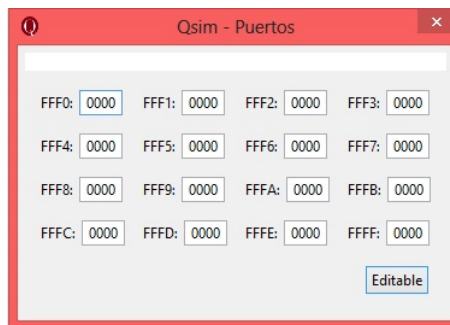 Qsim - Puertos
FFF0: 0000 FFF1: 0000 FFF2: 0000 FFF3: 0000
FFF4: 0000 FFF5: 0000 FFF6: 0000 FFF7: 0000
FFF8: 0000 FFF9: 0000 FFFA: 0000 FFFB: 0000
FFFC: 0000 FFFD: 0000 FFFE: 0000 FFFF: 0000
Editable